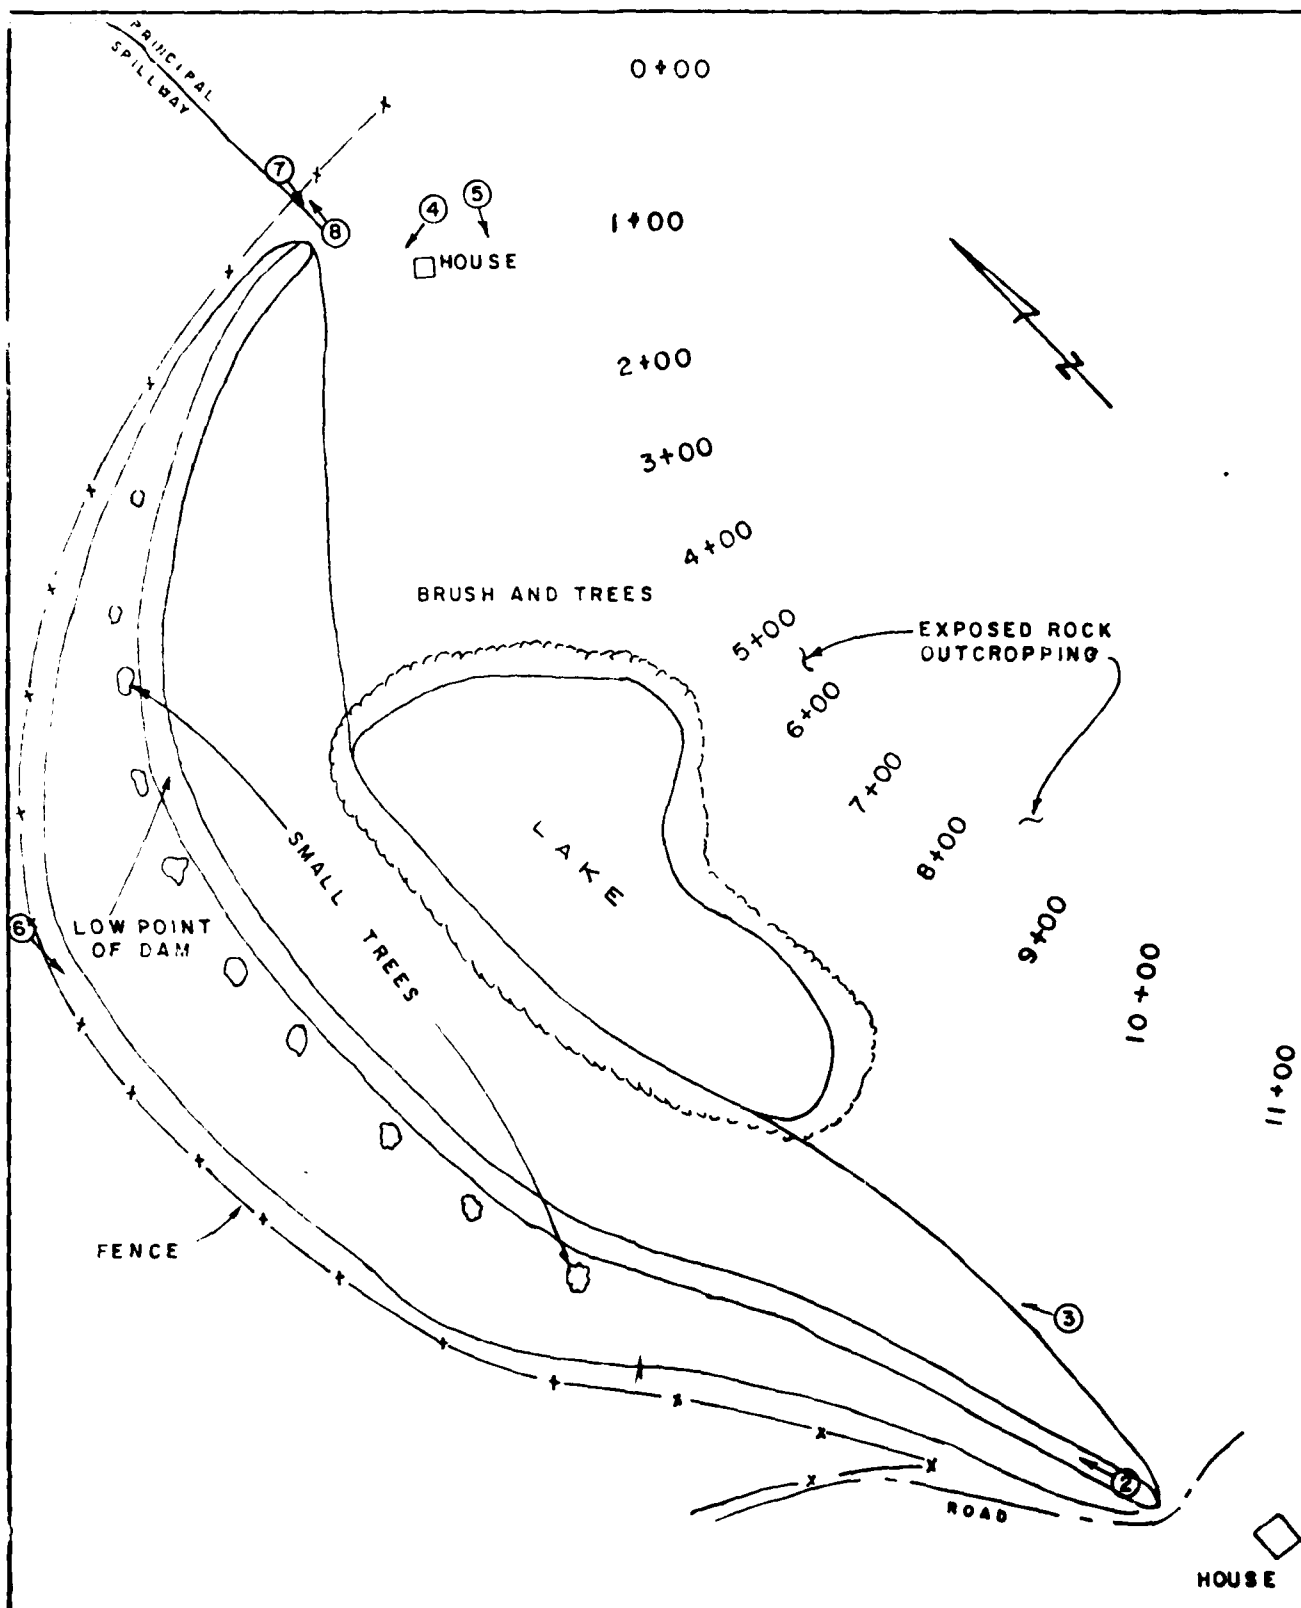 PRINCIPAL
SPILLWAY
0+00
7
8
4
5
HOUSE
1+00
N
2+00
3+00
4+00
BRUSH AND TREES
5+00
EXPOSED ROCK
OUTCROPPING
6+00
7+00
8+00
9+00
10+00
11+00
LAKE
SMALL TREES
LOW POINT
OF DAM
6
FENCE
3
2
ROAD
HOUSE